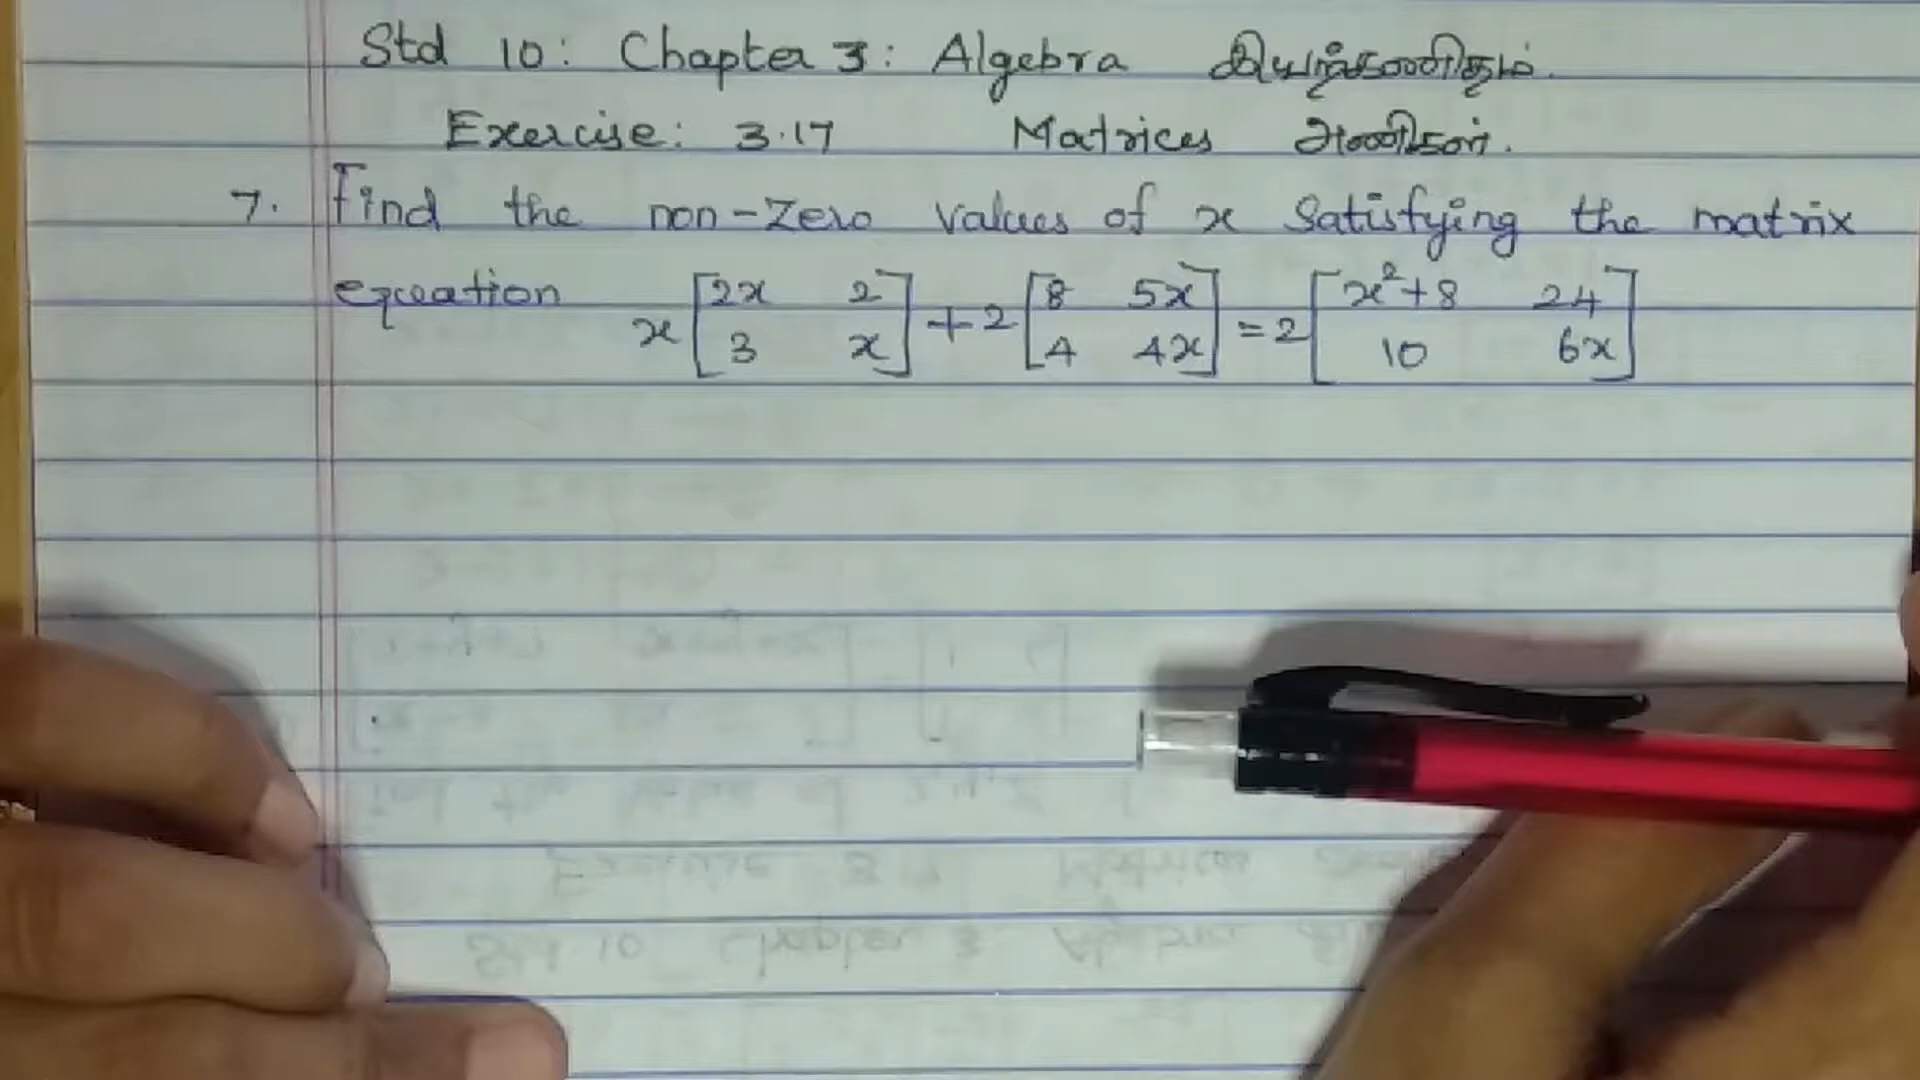 Std 10: Chapter 3: Algebra இயற்கணிதம்.
Exercise: 3.17 Matrices அணிகள்.
7. Find the non-Zero values of x Satisfying the matrix
equation x[2x 2 3 x] + 2[8 5x 4 4x] = 2[x²+8 24 10 6x]